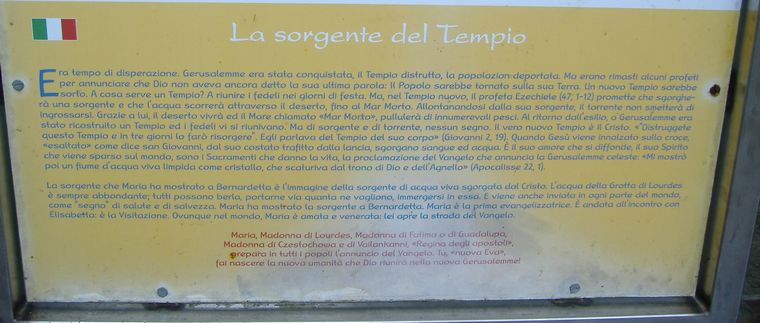 La sorgente del Tempio
Era tempo di disperazione. Gerusalemme era stata conquistata, il Tempio distrutto, la popolazion deportata. Ma erano rimasti alcuni profeti
per annunciare che Dio non aveva ancora detto la sua ultima parola: Il Popolo sarebbe tornato sulla sua Terra. Un nuovo Tempio sarebbe
sorto. A cosa serve un Tempio? A riunire i fedeli nei giorni di festa. Ma, nel Tempio nuovo, il profeta Ezechiele (47, 1-12) promette che sgorghe-
rà una sorgente e che l'acqua scorrerà attraverso il deserto, fino al Mar Morto. Allontanandosi dalla sua sorgente, il torrente non smetterà di
ingrossarsi. Grazie a lui, il deserto vivrà ed il Mare chiamato «Mar Morto», pullulerà di innumerevoli pesci. Al ritorno dall'esilio, a Gerusalemme era
stato ricostruito un Tempio ed i fedeli vi si riunivano. Ma di sorgente e di torrente, nessun segno. Il vero nuovo Tempio è il Cristo. «"Distruggete
questo Tempio e in tre giorni lo farò risorgere". Egli parlava del Tempio del suo corpo» (Giovanni 2, 19). Quando Gesù viene innalzato sulla croce,
«esaltato» come dice san Giovanni, dal suo costato trafitto dalla lancia, sgorgano sangue ed acqua. È il suo amore che si diffonde, il suo Spirito
che viene sparso sul mondo, sono i Sacramenti che danno la vita, la proclamazione del Vangelo che annuncia la Gerusalemme celeste: «Mi mostrò
poi un fiume d'acqua viva limpida come cristallo, che scaturiva dal trono di Dio e dell'Agnello» (Apocalisse 22, 1).
La sorgente che Maria ha mostrato a Bernardetta è l'immagine della sorgente di acqua viva sgorgata dal Cristo. L'acqua della Grotta di Lourdes
è sempre abbondante; tutti possono berla, portarne via quanta ne vogliono, immergersi in essa. E viene anche inviata in ogni parte del mondo,
come "segno" di salute e di salvezza. Maria ha mostrato la sorgente a Bernardetta. Maria è la prima evangelizzatrice. È andata all'incontro con
Elisabetta: è la Visitazione. Ovunque nel mondo, Maria è amata e venerata: lei apre la strada del Vangelo.
Maria, Madonna di Lourdes, Madonna di Fatima o di Guadalupa,
Madonna di Czestochowa e di Vailankanni, «Regina degli apostoli»,
prepara in tutti i popoli l'annuncio del Vangelo. Tu, «nuova Eva»,
fai nascere la nuova umanità che Dio riunirà nella nuova Gerusalemme!